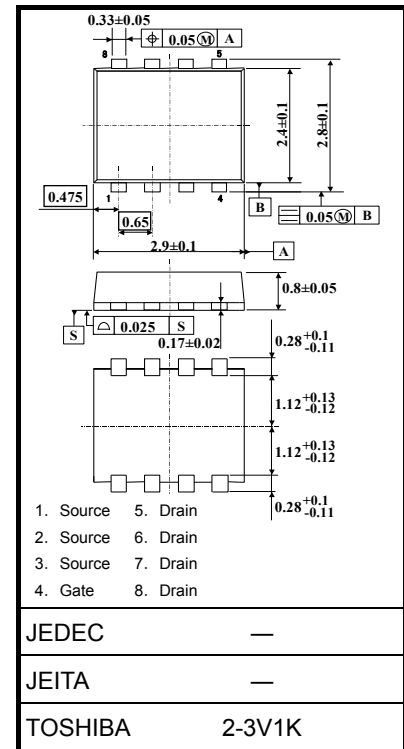 0.33±0.05
8
⌖ 0.05 Ⓜ A
5
2.4±0.1
2.8±0.1
0.475
1
4
B
0.65
⌯ 0.05 Ⓜ B
2.9±0.1
A
0.8±0.05
S
⌓ 0.025 S
0.17±0.02
0.28 +0.1 -0.11
1.12 +0.13 -0.12
1.12 +0.13 -0.12
0.28 +0.1 -0.11
1. Source 5. Drain
2. Source 6. Drain
3. Source 7. Drain
4. Gate 8. Drain
JEDEC —
JEITA —
TOSHIBA 2-3V1K